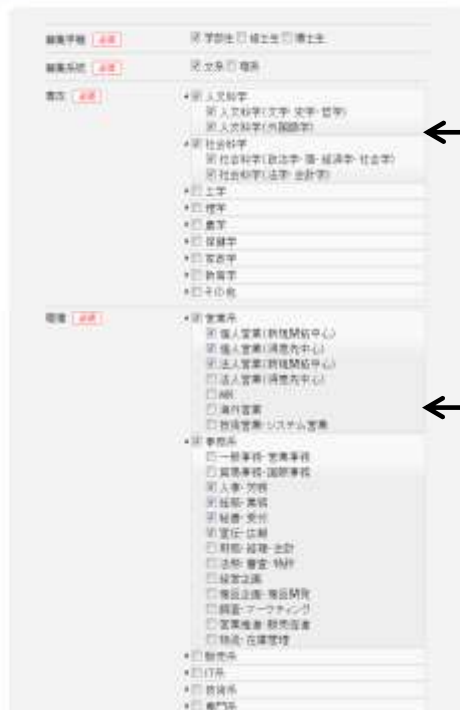 募集学種 必須 学部生 修士生 博士生
募集系統 必須 文系 理系
専攻 必須 人文科学
人文科学(文学・史学・哲学)
人文科学(外国語学)
社会科学
社会科学(政治学・商・経済学・社会学)
社会科学(法学・会計学)
工学
理学
農学
保健学
家政学
教育学
その他
職種 必須 営業系
個人営業(新規開拓中心)
個人営業(得意先中心)
法人営業(新規開拓中心)
法人営業(得意先中心)
MR
海外営業
技術営業・システム営業
事務系
一般事務・営業事務
貿易事務・国際事務
人事・労務
総務・業務
秘書・受付
宣伝・広報
財務・経理・会計
法務・審査・特許
経営企画
商品企画・商品開発
調査・マーケティング
営業推進・販売促進
物流・在庫管理
販売系
IT系
技術系
専門系